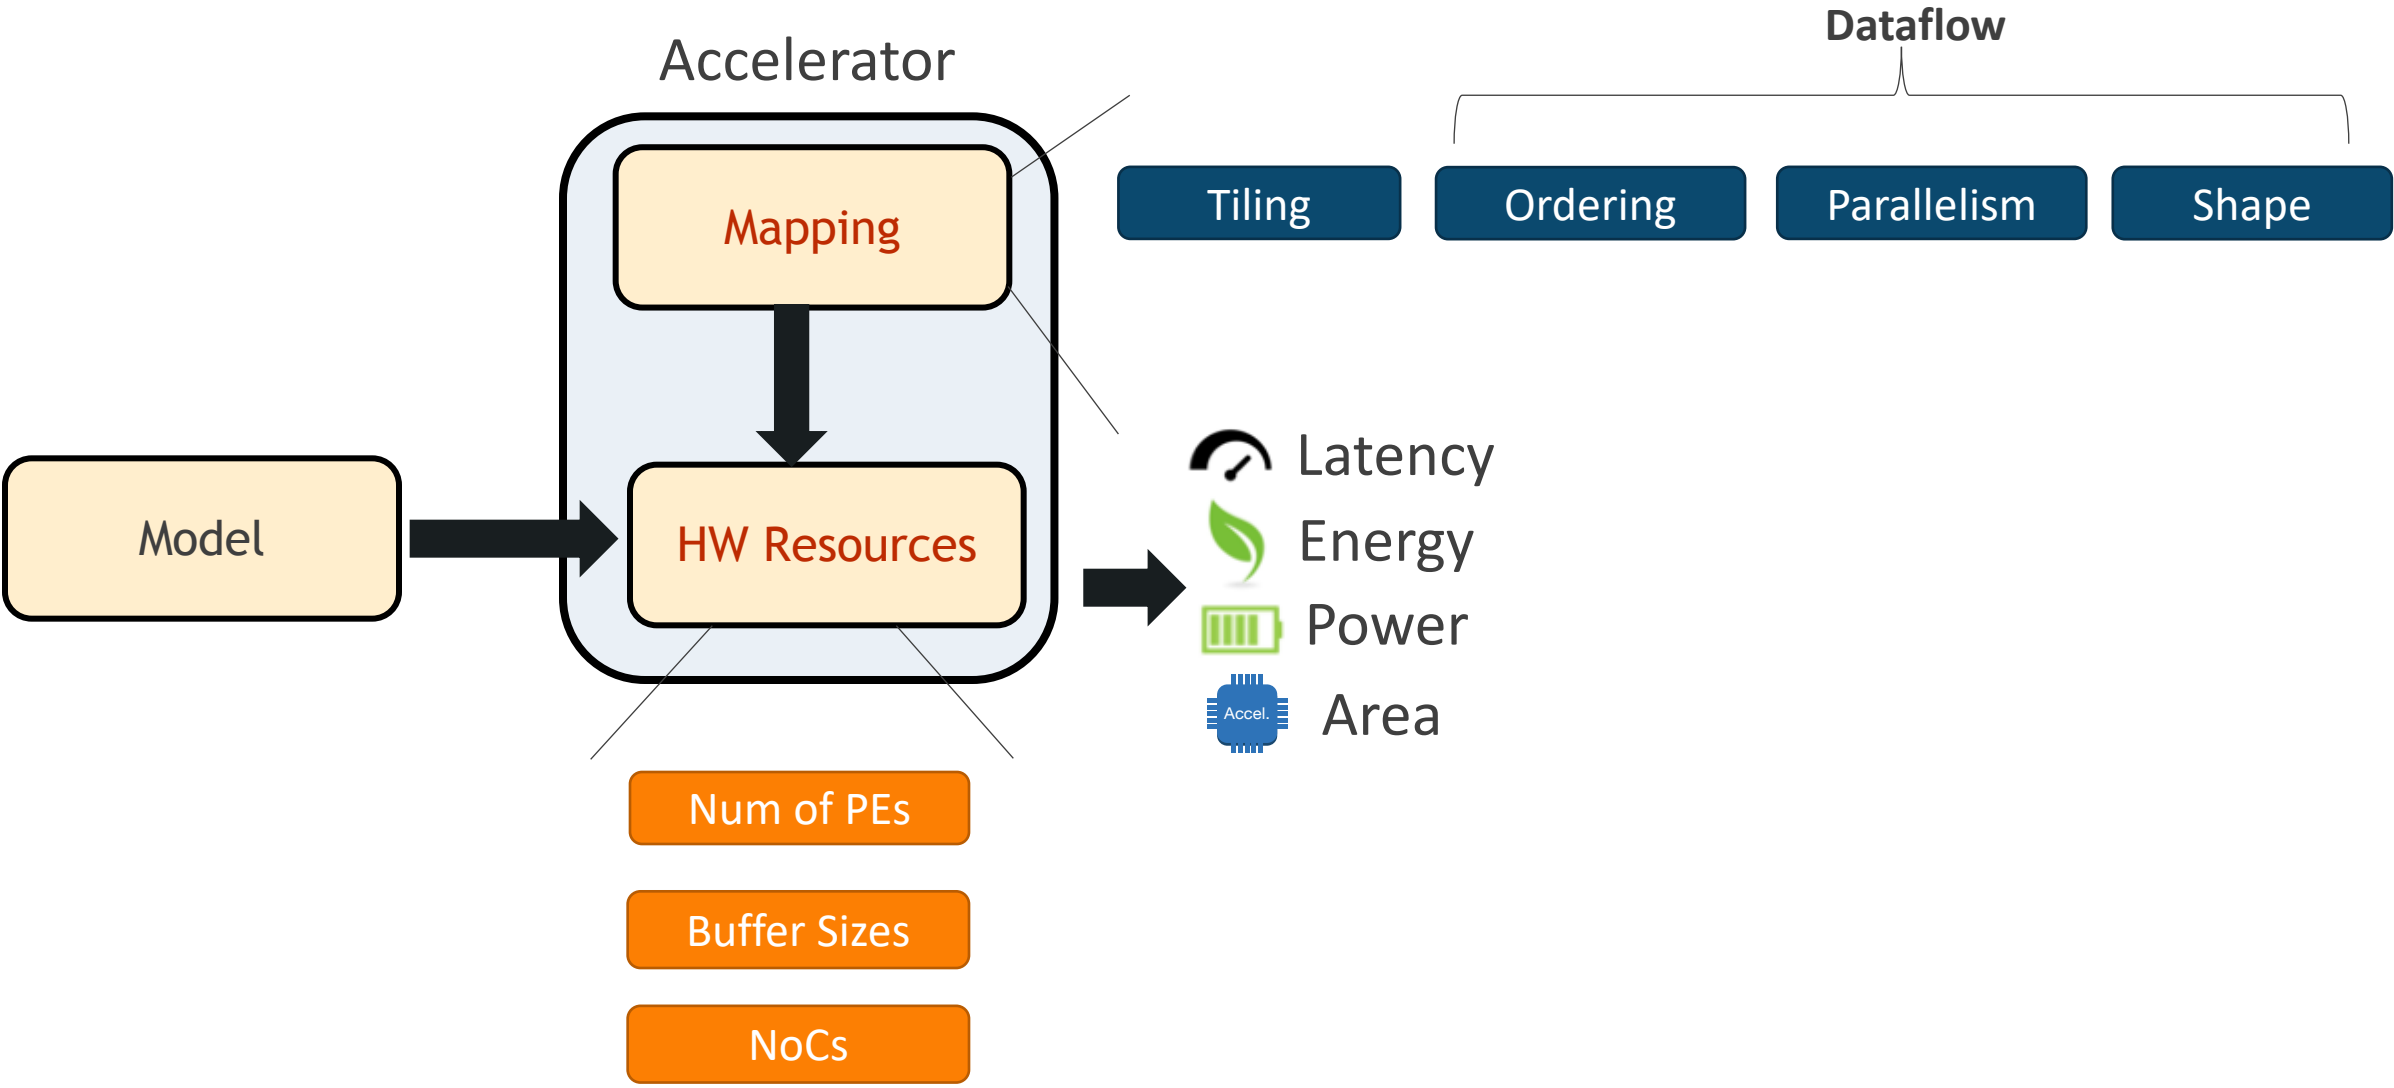 Dataflow
Accelerator
Mapping
Tiling
Ordering
Parallelism
Shape
Model
HW Resources
Latency
Energy
Power
Accel.
Area
Num of PEs
Buffer Sizes
NoCs